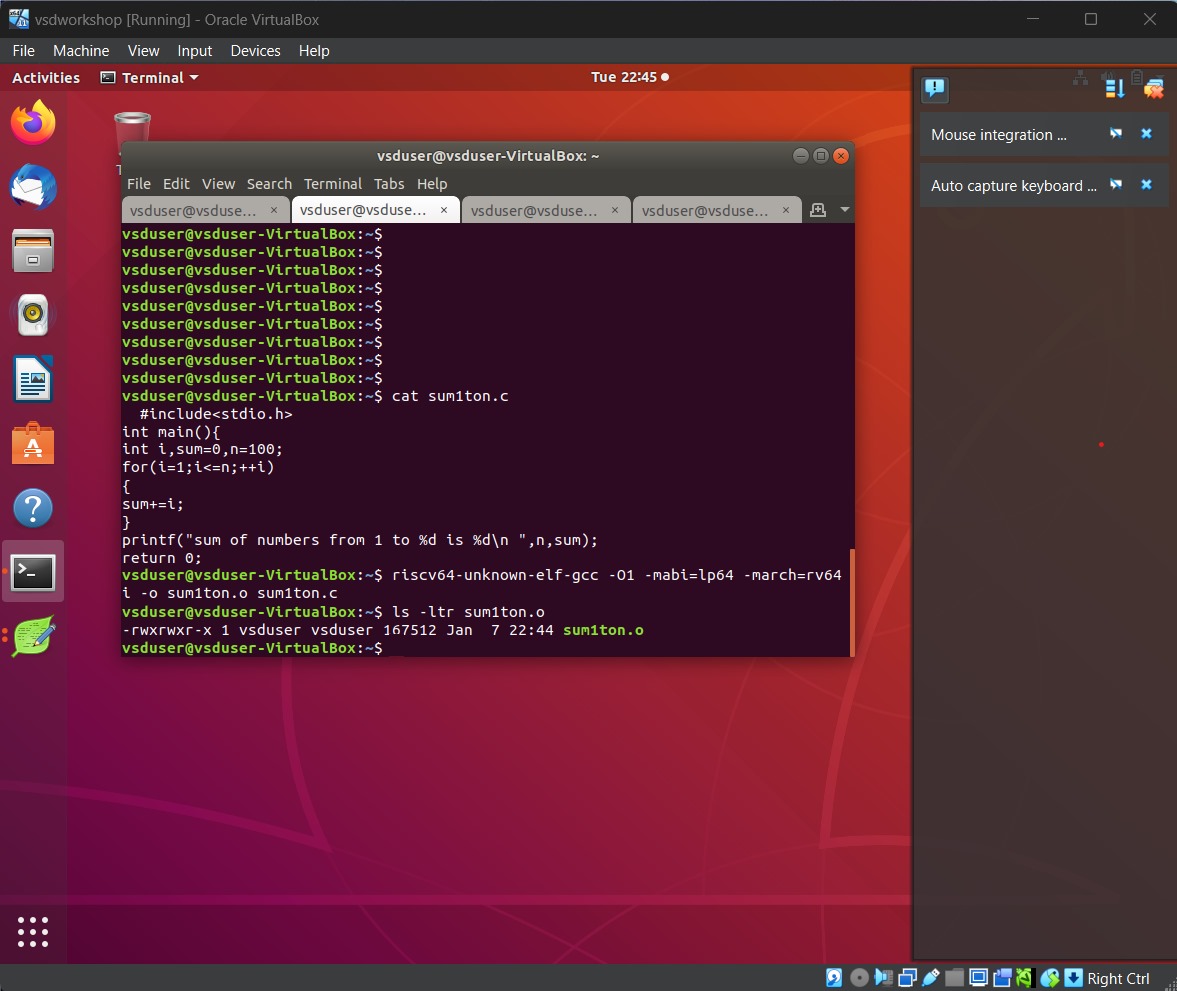 vsdworkshop [Running] - Oracle VirtualBox
File Machine View Input Devices Help
Activities Terminal Tue 22:45
Mouse integration ...
Auto capture keyboard ...
vsduser@vsduser-VirtualBox: ~
File Edit View Search Terminal Tabs Help
vsduser@vsduse... × vsduser@vsduse... × vsduser@vsduse... × vsduser@vsduse... ×
vsduser@vsduser-VirtualBox:~$
vsduser@vsduser-VirtualBox:~$
vsduser@vsduser-VirtualBox:~$
vsduser@vsduser-VirtualBox:~$
vsduser@vsduser-VirtualBox:~$
vsduser@vsduser-VirtualBox:~$
vsduser@vsduser-VirtualBox:~$
vsduser@vsduser-VirtualBox:~$
vsduser@vsduser-VirtualBox:~$
vsduser@vsduser-VirtualBox:~$ cat sum1ton.c
#include<stdio.h>
int main(){
int i,sum=0,n=100;
for(i=1;i<=n;++i)
{
sum+=i;
}
printf("sum of numbers from 1 to %d is %d\n ",n,sum);
return 0;
vsduser@vsduser-VirtualBox:~$ riscv64-unknown-elf-gcc -O1 -mabi=lp64 -march=rv64
i -o sum1ton.o sum1ton.c
vsduser@vsduser-VirtualBox:~$ ls -ltr sum1ton.o
-rwxrwxr-x 1 vsduser vsduser 167512 Jan  7 22:44 sum1ton.o
vsduser@vsduser-VirtualBox:~$
Right Ctrl